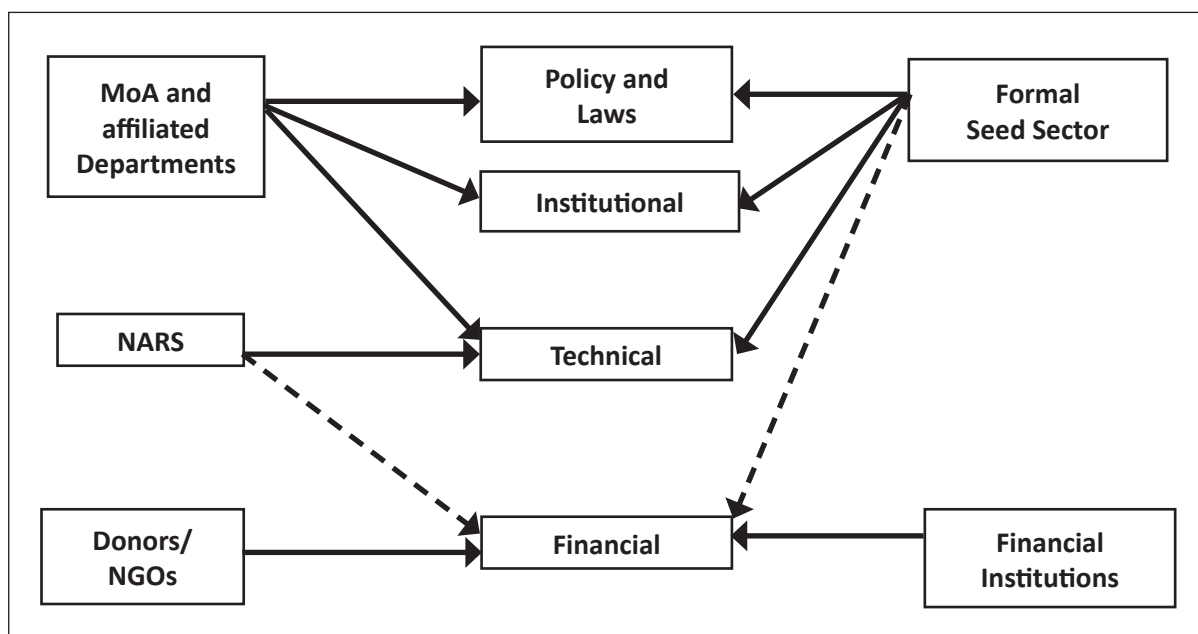 MoA and
affiliated
Departments
Policy and
Laws
Formal
Seed Sector
Institutional
NARS
Technical
Donors/
NGOs
Financial
Financial
Institutions